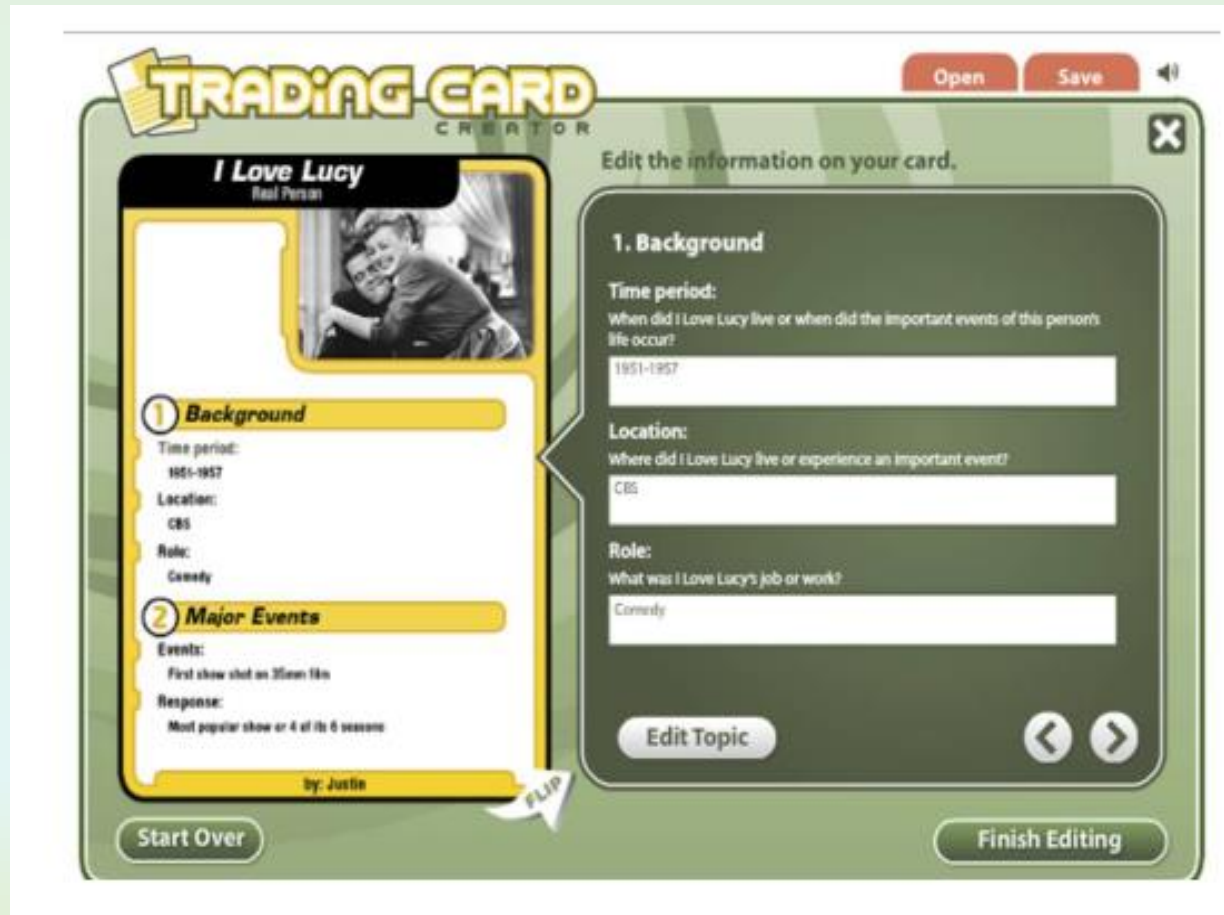 TRADING CARD
CREATOR
Open
Save
I Love Lucy
Real Person
1 Background
Time period:
1951-1957
Location:
CBS
Role:
Comedy
2 Major Events
Events:
First show shot on 35mm film
Response:
Most popular show or 4 of its 6 seasons
by: Justin
FLIP
Start Over
Edit the information on your card.
1. Background
Time period:
When did I Love Lucy live or when did the important events of this person's
life occur?
1951-1957
Location:
Where did I Love Lucy live or experience an important event?
CBS
Role:
What was I Love Lucy's job or work?
Comedy
Edit Topic
Finish Editing